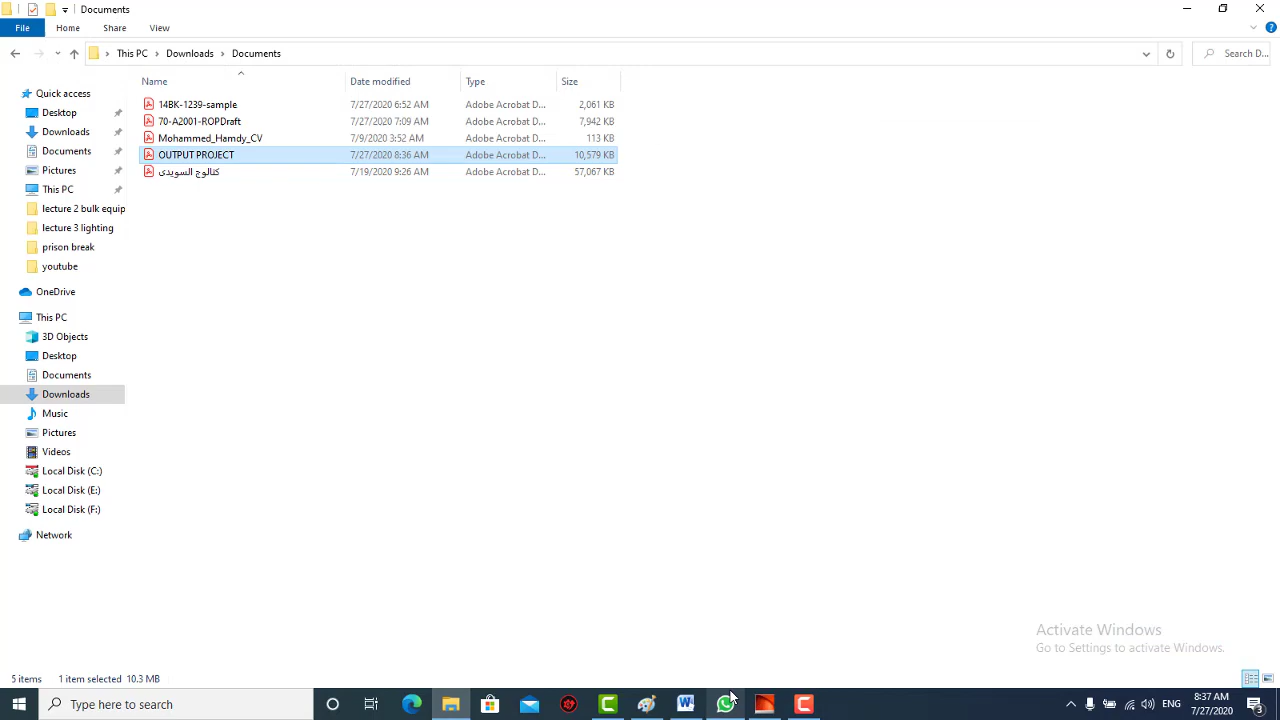 Documents
File Home Share View
This PC > Downloads > Documents
Search D...
Name Date modified Type Size
14BK-1239-sample 7/27/2020 6:52 AM Adobe Acrobat D... 2,061 KB
70-A2001-ROPDraft 7/27/2020 7:09 AM Adobe Acrobat D... 7,942 KB
Mohammed_Hamdy_CV 7/9/2020 3:52 AM Adobe Acrobat D... 113 KB
OUTPUT PROJECT 7/27/2020 8:36 AM Adobe Acrobat D... 10,579 KB
كتالوج السويدى 7/19/2020 9:26 AM Adobe Acrobat D... 57,067 KB
Quick access
Desktop
Downloads
Documents
Pictures
This PC
lecture 2 bulk equip
lecture 3 lighting
prison break
youtube
OneDrive
This PC
3D Objects
Desktop
Documents
Downloads
Music
Pictures
Videos
Local Disk (C:)
Local Disk (E:)
Local Disk (F:)
Network
Activate Windows
Go to Settings to activate Windows.
5 items 1 item selected 10.3 MB
Type here to search
ENG
8:37 AM
7/27/2020
3